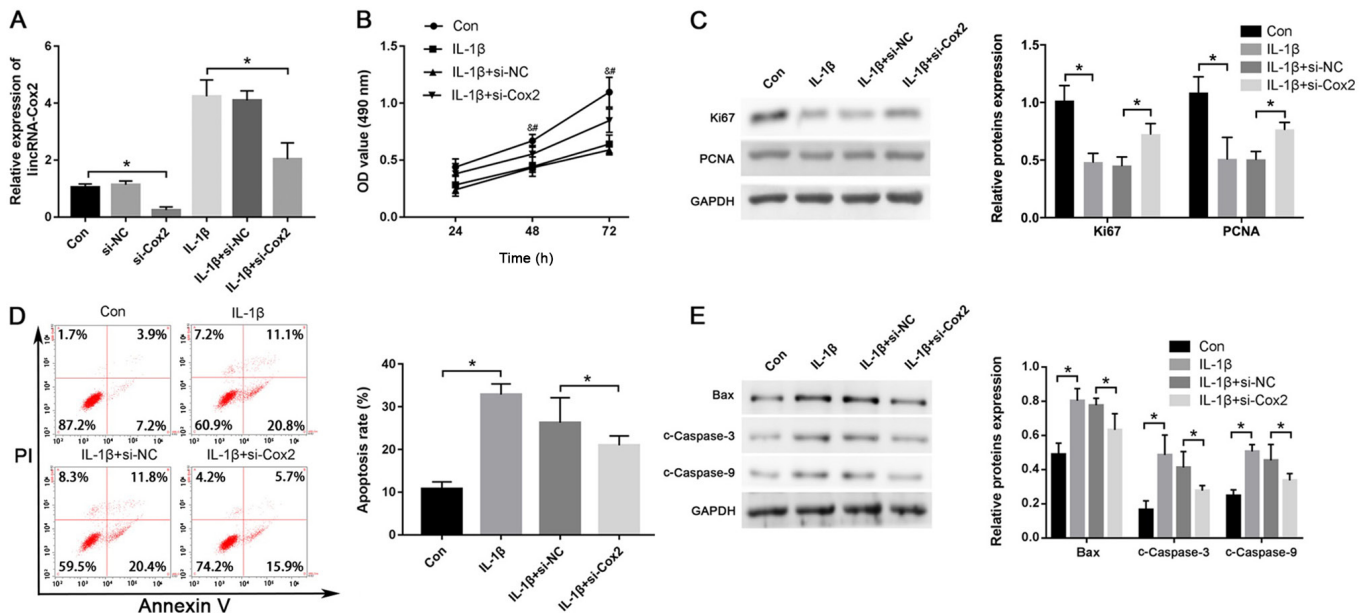 A
Relative expression of
lincRNA-Cox2
6
4
2
0
*
*
Con
si-NC
si-Cox2
IL-1β
IL-1β+si-NC
IL-1β+si-Cox2
B
OD value (490 nm)
1.5
1.0
0.5
0.0
Con
IL-1β
IL-1β+si-NC
IL-1β+si-Cox2
&#
&#
24 48 72
Time (h)
C
Con IL-1β IL-1β+si-NC IL-1β+si-Cox2
Ki67
PCNA
GAPDH
Relative proteins expression
1.5
1.0
0.5
0.0
Con
IL-1β
IL-1β+si-NC
IL-1β+si-Cox2
* * * *
Ki67 PCNA
D
Con IL-1β
1.7% 3.9% 7.2% 11.1%
87.2% 7.2% 60.9% 20.8%
PI
IL-1β+si-NC IL-1β+si-Cox2
8.3% 11.8% 4.2% 5.7%
59.5% 20.4% 74.2% 15.9%
Annexin V
Apoptosis rate (%)
40
30
20
10
0
* *
Con
IL-1β
IL-1β+si-NC
IL-1β+si-Cox2
E
Con IL-1β IL-1β+si-NC IL-1β+si-Cox2
Bax
c-Caspase-3
c-Caspase-9
GAPDH
Relative proteins expression
1.0
0.8
0.6
0.4
0.2
0.0
Con
IL-1β
IL-1β+si-NC
IL-1β+si-Cox2
* * * * * *
Bax c-Caspase-3 c-Caspase-9